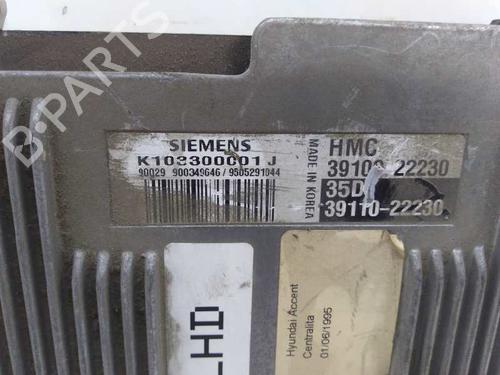 SIEMENS
K103300001 J
90029 900349646 / 9505291044
MADE IN KOREA
HMC
39100-22230
35D
39110-22230
LHD
Hyundai Accent
Centralita
01/06/1995
B-PARTS